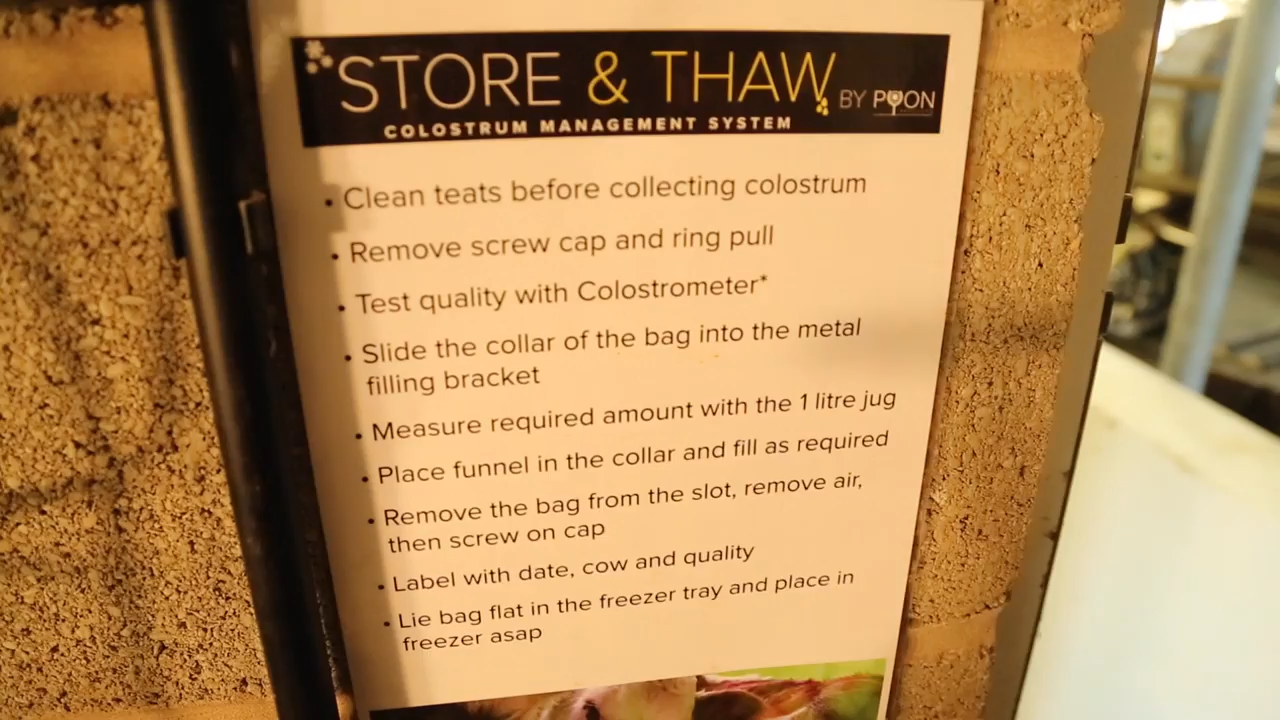 STORE & THAW BY PYON
COLOSTRUM MANAGEMENT SYSTEM
• Clean teats before collecting colostrum
• Remove screw cap and ring pull
• Test quality with Colostrometer*
• Slide the collar of the bag into the metal
filling bracket
• Measure required amount with the 1 litre jug
• Place funnel in the collar and fill as required
• Remove the bag from the slot, remove air,
then screw on cap
• Label with date, cow and quality
• Lie bag flat in the freezer tray and place in
freezer asap